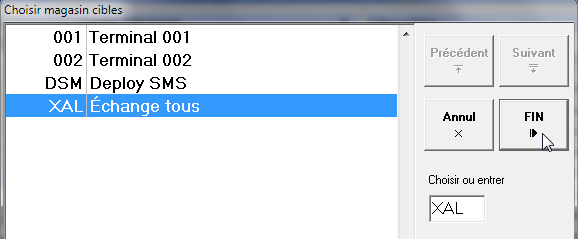 Choisir magasin cibles
001 Terminal 001
002 Terminal 002
DSM Deploy SMS
XAL Échange tous
Précédent Suivant
Annul FIN
Choisir ou entrer
XAL